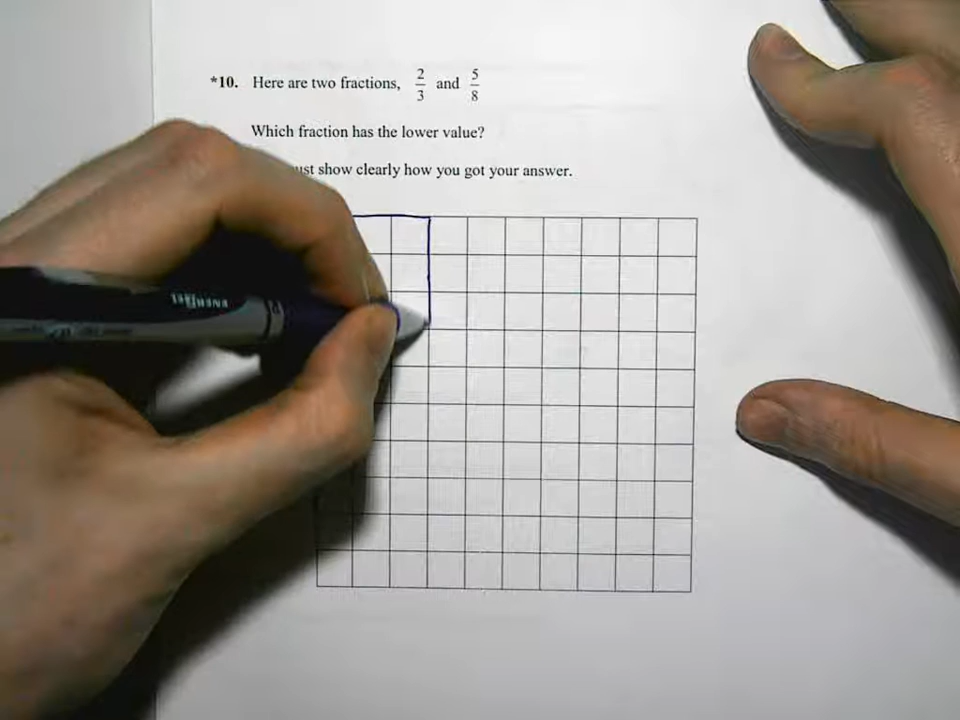 *10. Here are two fractions, 2/3 and 5/8
Which fraction has the lower value?
ust show clearly how you got your answer.